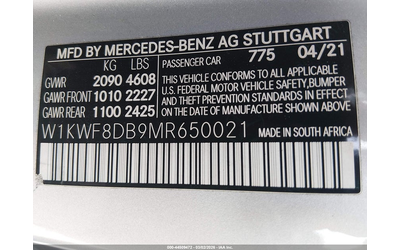 MFD BY MERCEDES-BENZ AG STUTTGART
KG LBS PASSENGER CAR 775 04/21
GVWR 2090 4608
GAWR FRONT 1010 2227
GAWR REAR 1100 2425
THIS VEHICLE CONFORMS TO ALL APPLICABLE
U.S. FEDERAL MOTOR VEHICLE SAFETY, BUMPER
AND THEFT PREVENTION STANDARDS IN EFFECT
ON THE DATE OF MANUFACTURE SHOWN ABOVE.
W1KWF8DB9MR650021
MADE IN SOUTH AFRICA